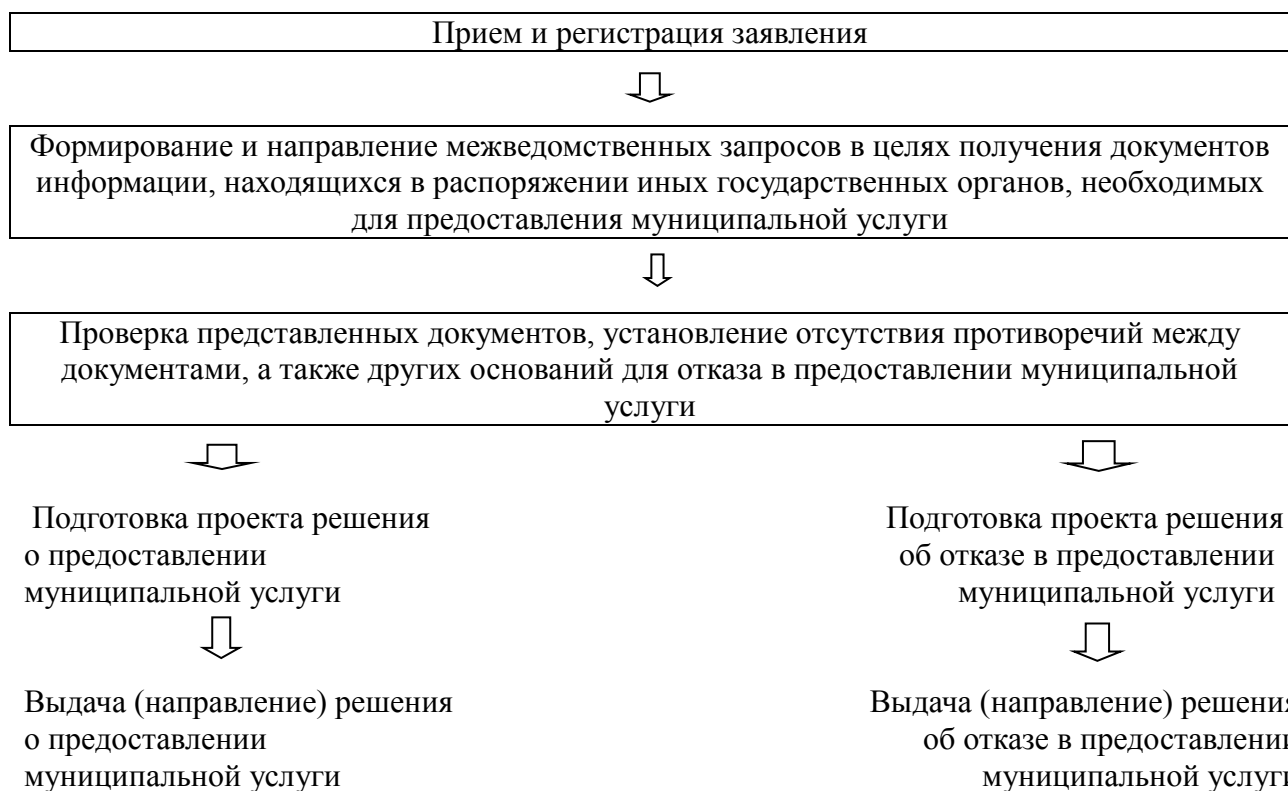 Прием и регистрация заявления
Формирование и направление межведомственных запросов в целях получения документов
информации, находящихся в распоряжении иных государственных органов, необходимых
для предоставления муниципальной услуги
Проверка представленных документов, установление отсутствия противоречий между
документами, а также других оснований для отказа в предоставлении муниципальной
услуги
Подготовка проекта решения
о предоставлении
муниципальной услуги
Подготовка проекта решения
об отказе в предоставлении
муниципальной услуги
Выдача (направление) решения
о предоставлении
муниципальной услуги
Выдача (направление) решения
об отказе в предоставлении
муниципальной услуги